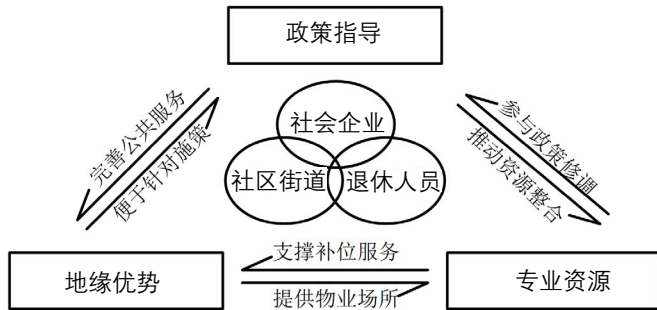 政策指导
完善公共服务
便于针对施策
社会企业
社区街道
退休人员
参与政策修调
推动资源整合
地缘优势
支撑补位服务
提供物业场所
专业资源